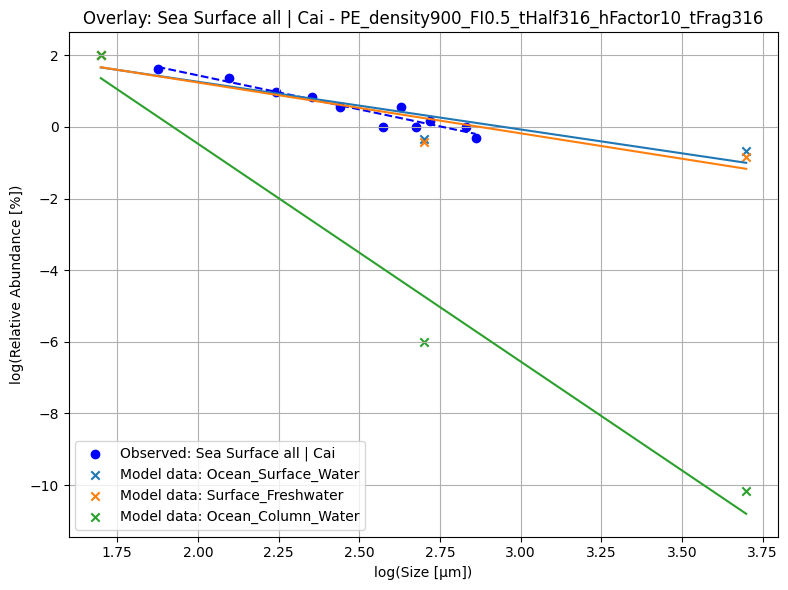 Overlay: Sea Surface all | Cai - PE_density900_FI0.5_tHalf316_hFactor10_tFrag316
log(Relative Abundance [%])
2
0
−2
−4
−6
−8
−10
Observed: Sea Surface all | Cai
Model data: Ocean_Surface_Water
Model data: Surface_Freshwater
Model data: Ocean_Column_Water
1.75 2.00 2.25 2.50 2.75 3.00 3.25 3.50 3.75
log(Size [μm])